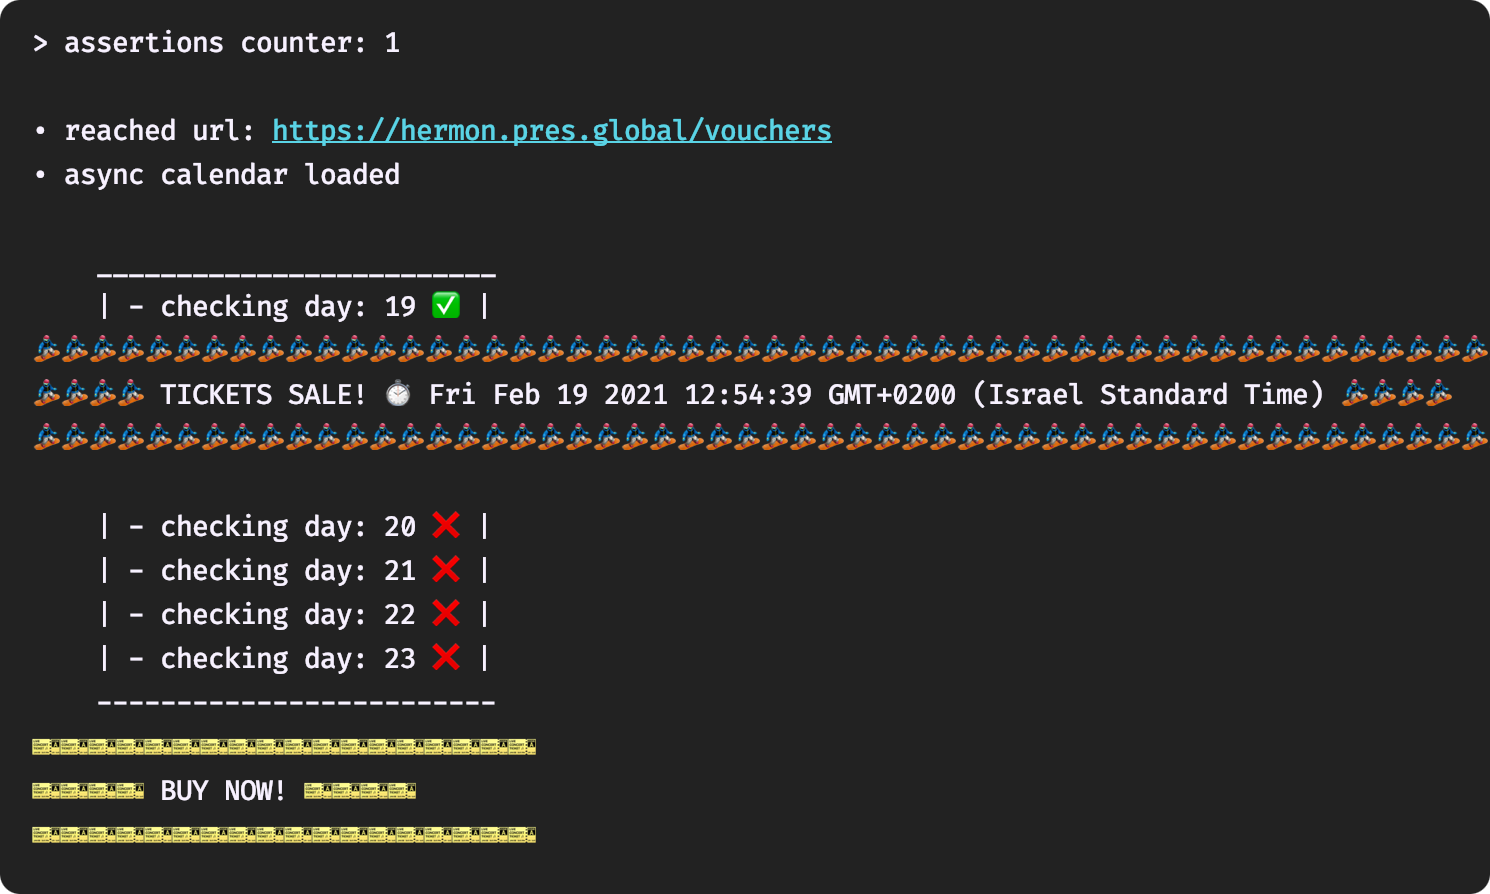 > assertions counter: 1
• reached url: https://hermon.pres.global/vouchers
• async calendar loaded
_________________________
| - checking day: 19 ✅ |
🏂🏂🏂🏂🏂🏂🏂🏂🏂🏂🏂🏂🏂🏂🏂🏂🏂🏂🏂🏂🏂🏂🏂🏂🏂🏂🏂🏂🏂🏂🏂🏂🏂🏂🏂🏂🏂🏂🏂🏂🏂🏂🏂🏂🏂🏂🏂🏂🏂🏂🏂🏂
🏂🏂🏂🏂 TICKETS SALE! ⏱ Fri Feb 19 2021 12:54:39 GMT+0200 (Israel Standard Time) 🏂🏂🏂🏂
🏂🏂🏂🏂🏂🏂🏂🏂🏂🏂🏂🏂🏂🏂🏂🏂🏂🏂🏂🏂🏂🏂🏂🏂🏂🏂🏂🏂🏂🏂🏂🏂🏂🏂🏂🏂🏂🏂🏂🏂🏂🏂🏂🏂🏂🏂🏂🏂🏂🏂🏂🏂
| - checking day: 20 ❌ |
| - checking day: 21 ❌ |
| - checking day: 22 ❌ |
| - checking day: 23 ❌ |
-------------------------
🎫🎫🎫🎫🎫🎫🎫🎫🎫🎫🎫🎫🎫🎫🎫🎫🎫🎫
🎫🎫🎫🎫 BUY NOW! 🎫🎫🎫🎫
🎫🎫🎫🎫🎫🎫🎫🎫🎫🎫🎫🎫🎫🎫🎫🎫🎫🎫